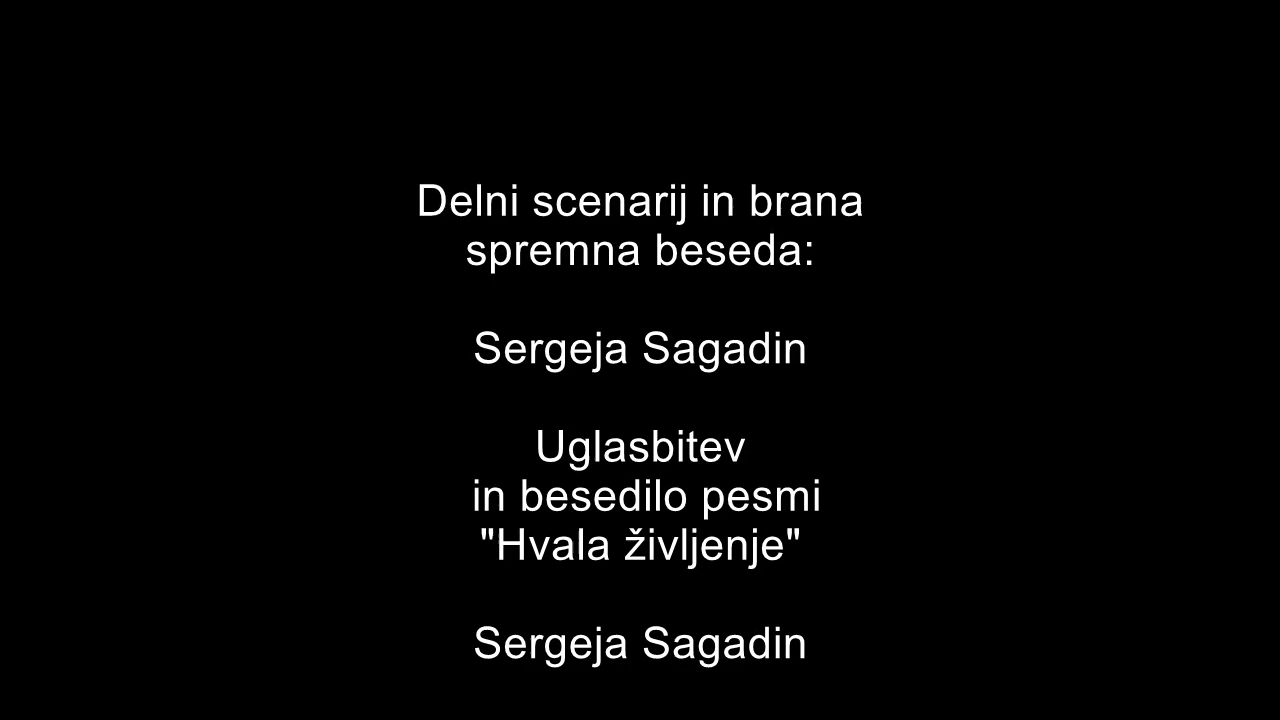 Delni scenarij in brana
spremna beseda:
Sergeja Sagadin
Uglasbitev
in besedilo pesmi
"Hvala življenje"
Sergeja Sagadin